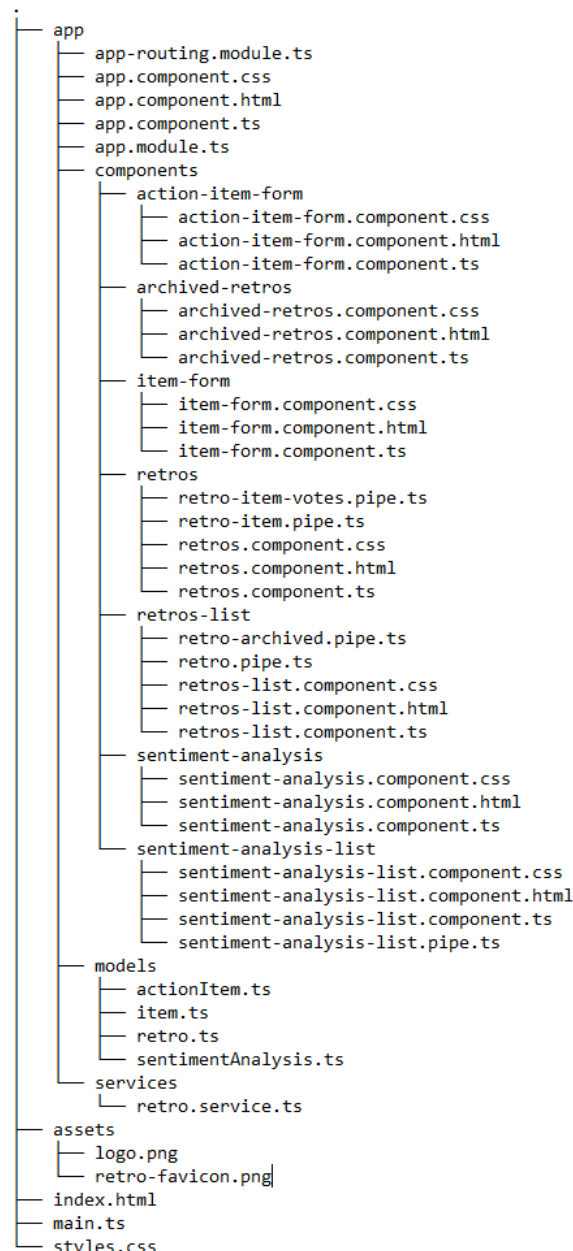 .
├── app
│   ├── app-routing.module.ts
│   ├── app.component.css
│   ├── app.component.html
│   ├── app.component.ts
│   ├── app.module.ts
│   ├── components
│   │   ├── action-item-form
│   │   │   ├── action-item-form.component.css
│   │   │   ├── action-item-form.component.html
│   │   │   └── action-item-form.component.ts
│   │   ├── archived-retros
│   │   │   ├── archived-retros.component.css
│   │   │   ├── archived-retros.component.html
│   │   │   └── archived-retros.component.ts
│   │   ├── item-form
│   │   │   ├── item-form.component.css
│   │   │   ├── item-form.component.html
│   │   │   └── item-form.component.ts
│   │   ├── retros
│   │   │   ├── retro-item-votes.pipe.ts
│   │   │   ├── retro-item.pipe.ts
│   │   │   ├── retros.component.css
│   │   │   ├── retros.component.html
│   │   │   └── retros.component.ts
│   │   ├── retros-list
│   │   │   ├── retro-archived.pipe.ts
│   │   │   ├── retro.pipe.ts
│   │   │   ├── retros-list.component.css
│   │   │   ├── retros-list.component.html
│   │   │   └── retros-list.component.ts
│   │   ├── sentiment-analysis
│   │   │   ├── sentiment-analysis.component.css
│   │   │   ├── sentiment-analysis.component.html
│   │   │   └── sentiment-analysis.component.ts
│   │   └── sentiment-analysis-list
│   │       ├── sentiment-analysis-list.component.css
│   │       ├── sentiment-analysis-list.component.html
│   │       ├── sentiment-analysis-list.component.ts
│   │       └── sentiment-analysis-list.pipe.ts
│   ├── models
│   │   ├── actionItem.ts
│   │   ├── item.ts
│   │   ├── retro.ts
│   │   └── sentimentAnalysis.ts
│   └── services
│       └── retro.service.ts
├── assets
│   ├── logo.png
│   └── retro-favicon.png
├── index.html
├── main.ts
└── styles.css